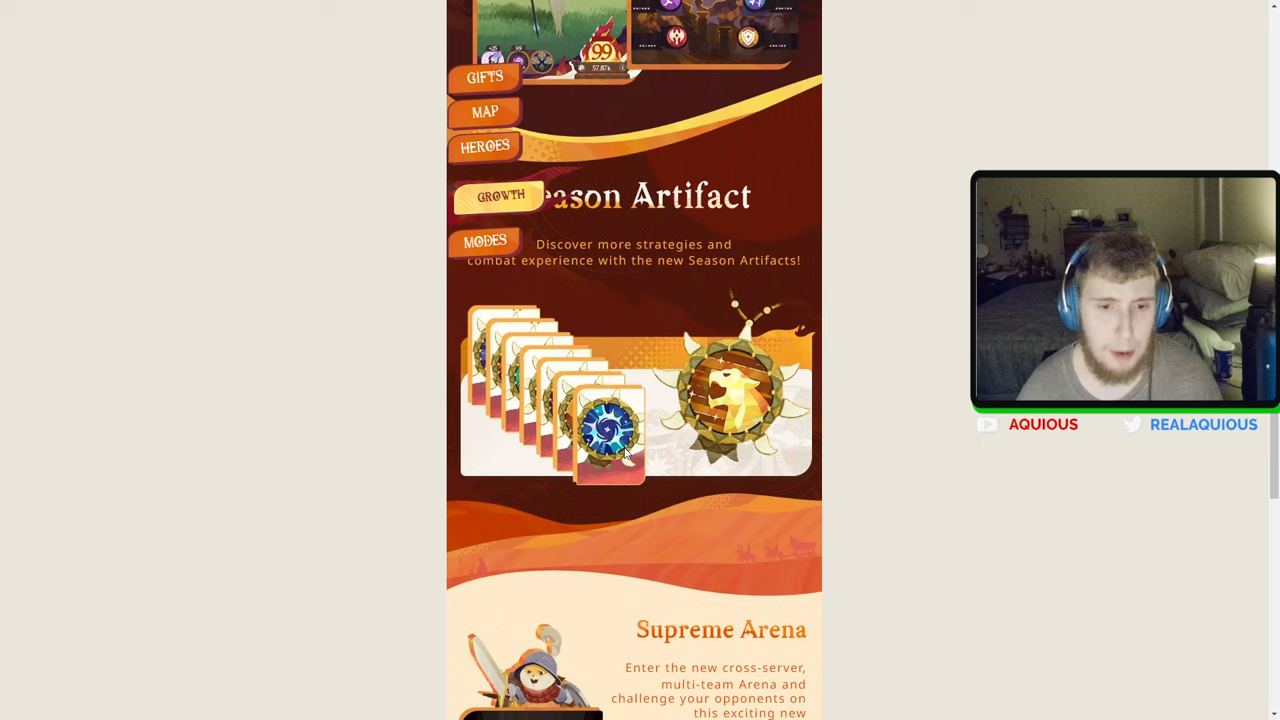 99
57.87k
GIFTS
MAP
HEROES
GROWTH
MODES
eason Artifact
Discover more strategies and
combat experience with the new Season Artifacts!
AQUIOUS
REALAQUIOUS
Supreme Arena
Enter the new cross-server,
multi-team Arena and
challenge your opponents on
this exciting new